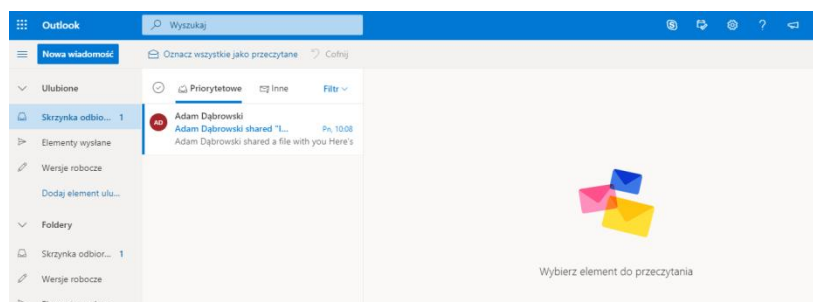 Outlook
Wyszukaj
Nowa wiadomość
Oznacz wszystkie jako przeczytane
Cofnij
Ulubione
Skrzynka odbio... 1
Elementy wysłane
Wersje robocze
Dodaj element ulu...
Foldery
Skrzynka odbior... 1
Wersje robocze
Priorytetowe
Inne
Filtr
AD
Adam Dąbrowski
Adam Dąbrowski shared "I... Pn, 10:08
Adam Dąbrowski shared a file with you Here's
Wybierz element do przeczytania